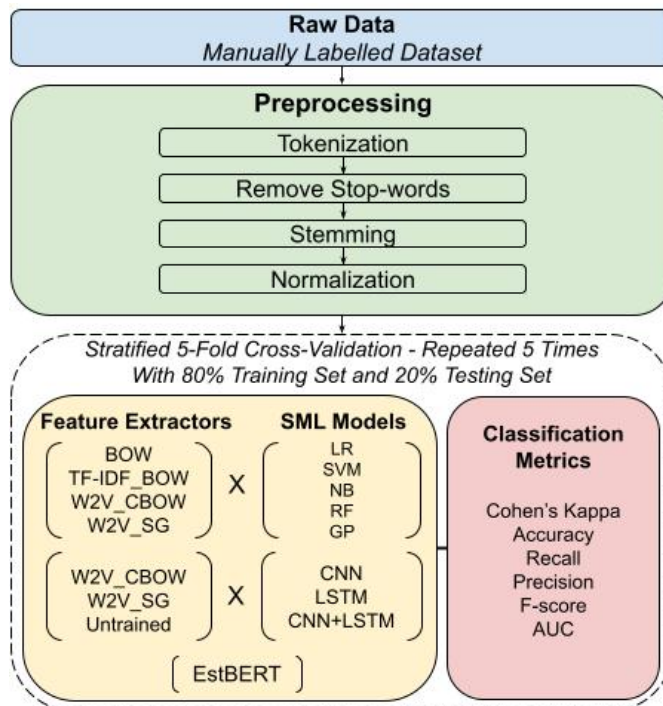 Raw Data
Manually Labelled Dataset
Preprocessing
Tokenization
Remove Stop-words
Stemming
Normalization
Stratified 5-Fold Cross-Validation - Repeated 5 Times
With 80% Training Set and 20% Testing Set
Feature Extractors
BOW
TF-IDF_BOW
W2V_CBOW
W2V_SG
X
SML Models
LR
SVM
NB
RF
GP
W2V_CBOW
W2V_SG
Untrained
X
CNN
LSTM
CNN+LSTM
[EstBERT]
Classification
Metrics
Cohen's Kappa
Accuracy
Recall
Precision
F-score
AUC